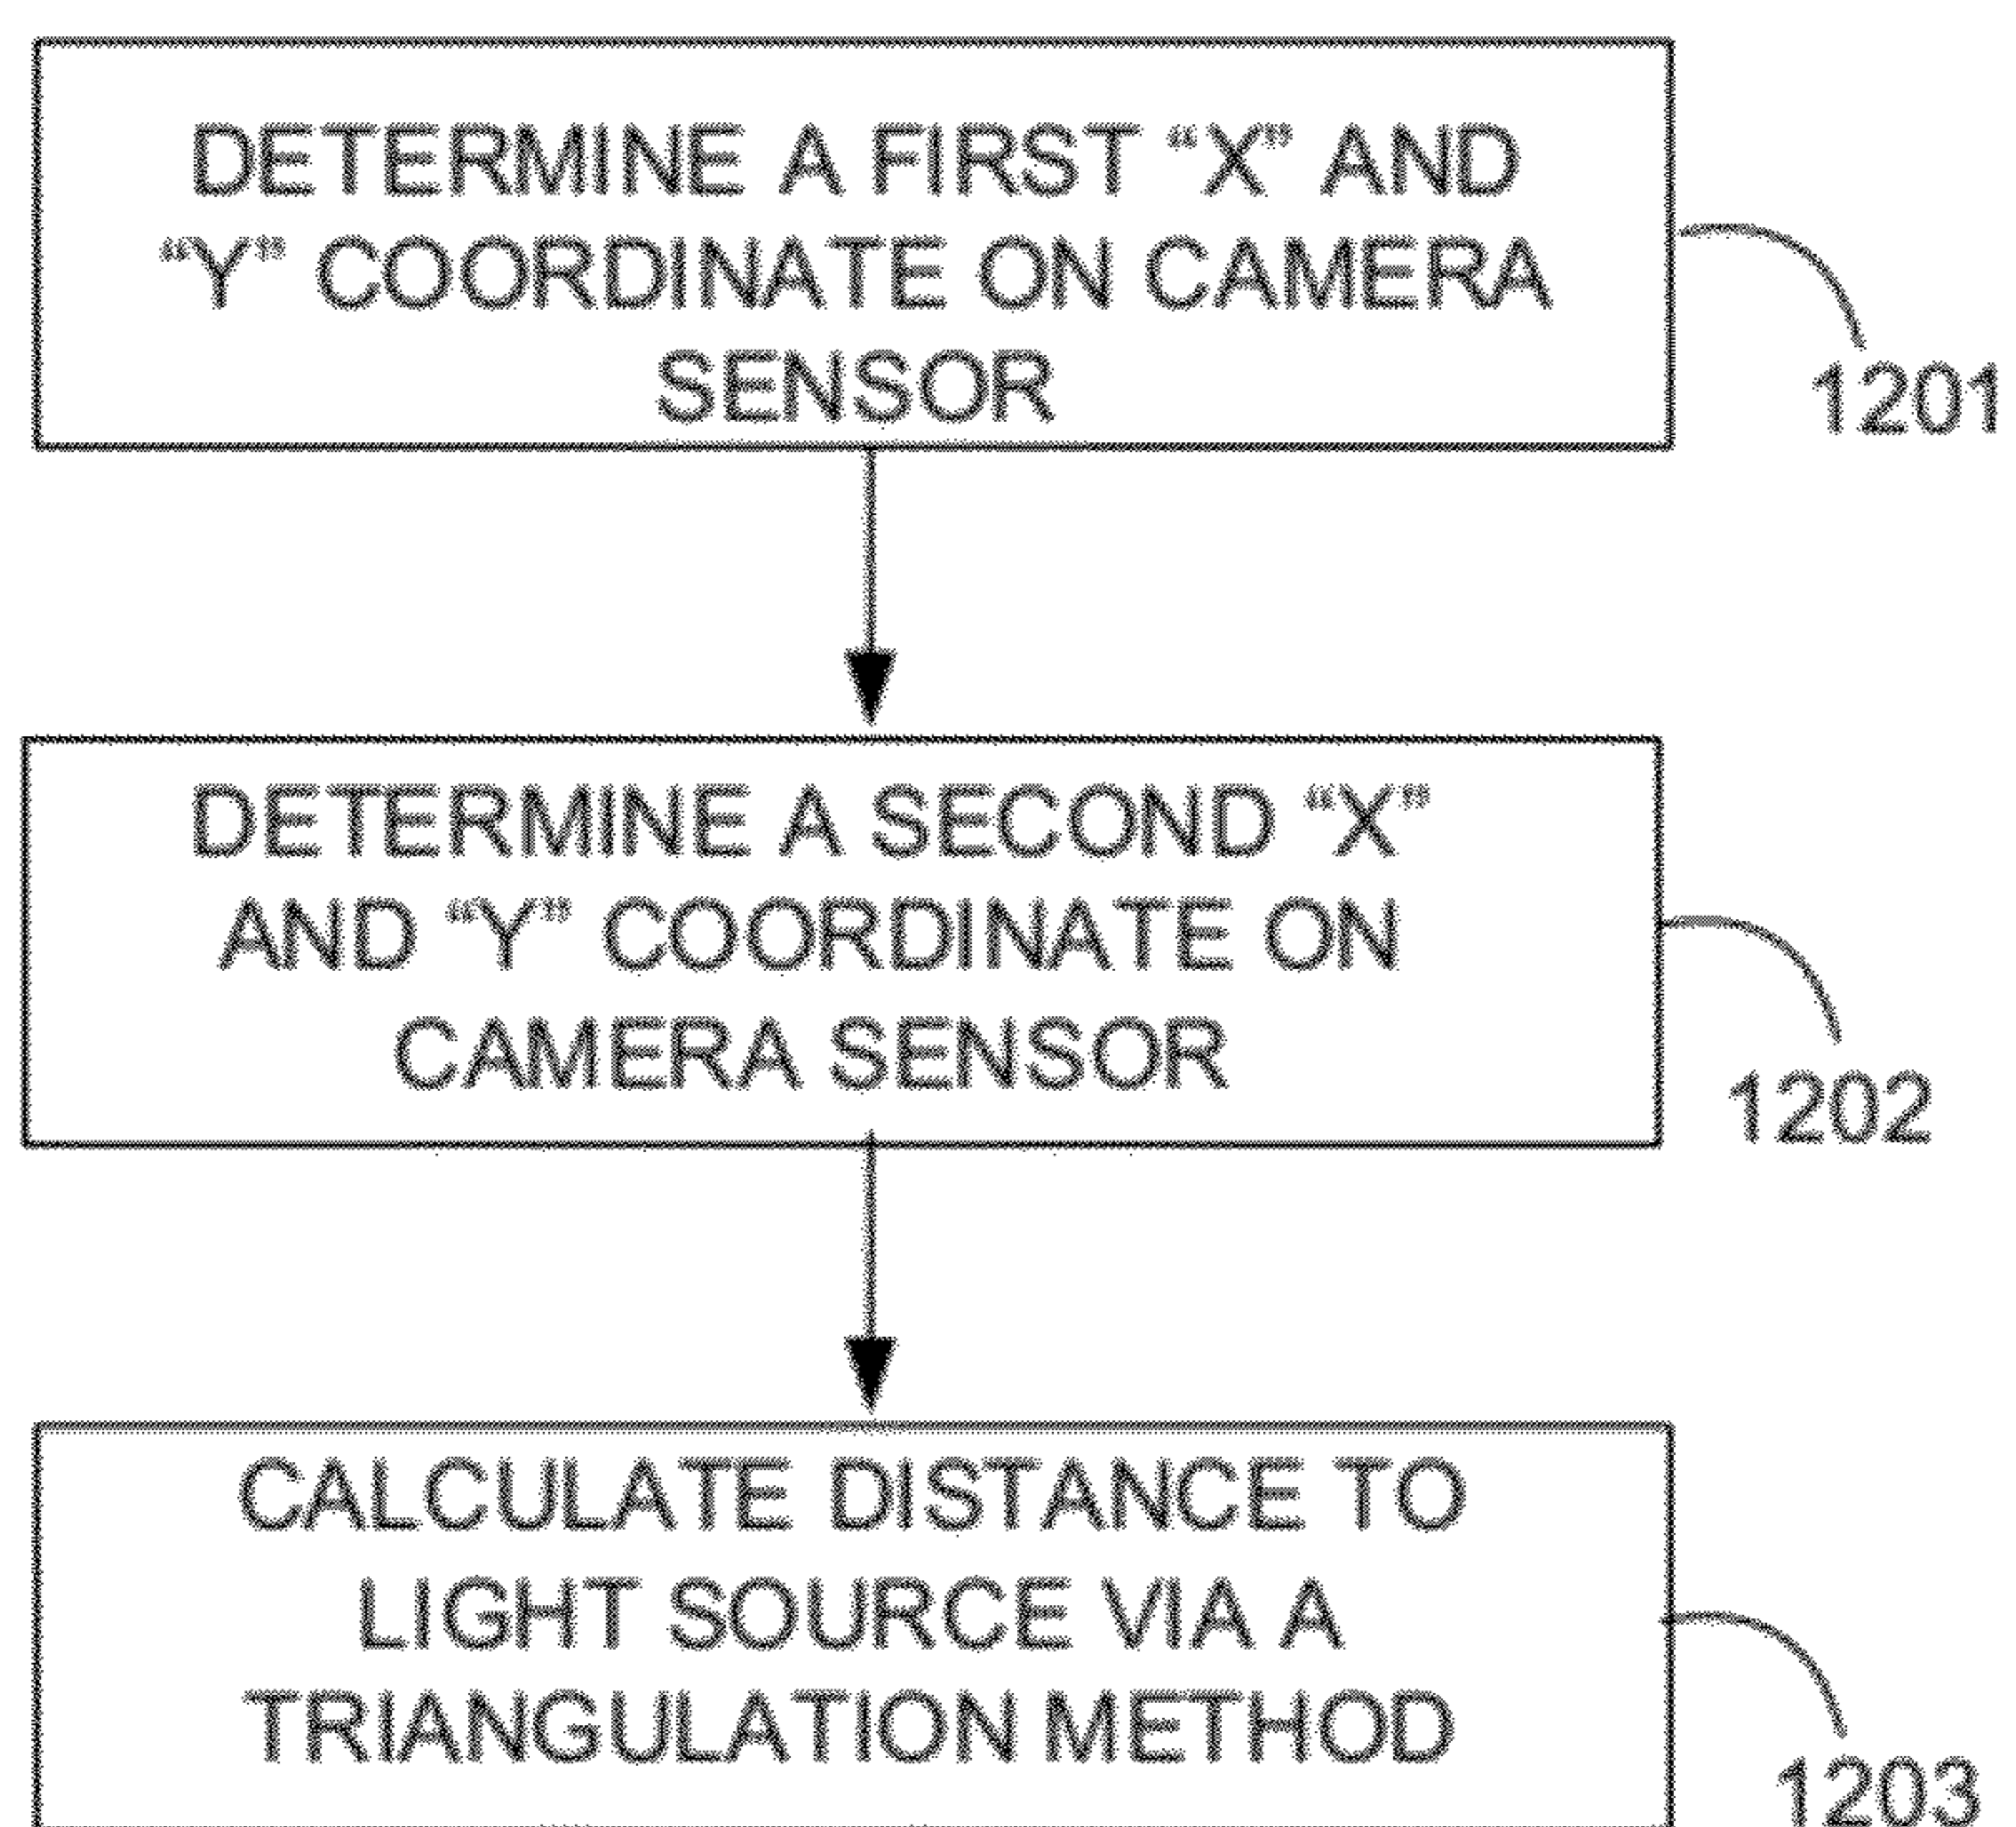 DETERMINE A FIRST “X” AND
“Y” COORDINATE ON CAMERA
SENSOR
1201
DETERMINE A SECOND “X”
AND “Y” COORDINATE ON
CAMERA SENSOR
1202
CALCULATE DISTANCE TO
LIGHT SOURCE VIA A
TRIANGULATION METHOD
1203